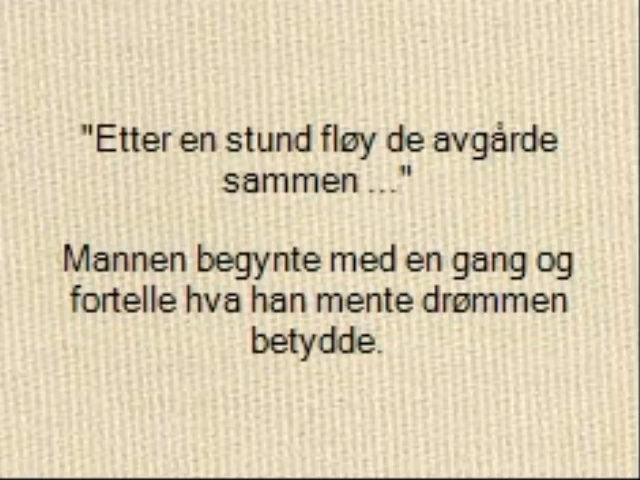 "Etter en stund fløy de avgårde
sammen ..."
Mannen begynte med en gang og
fortelle hva han mente drømmen
betydde.